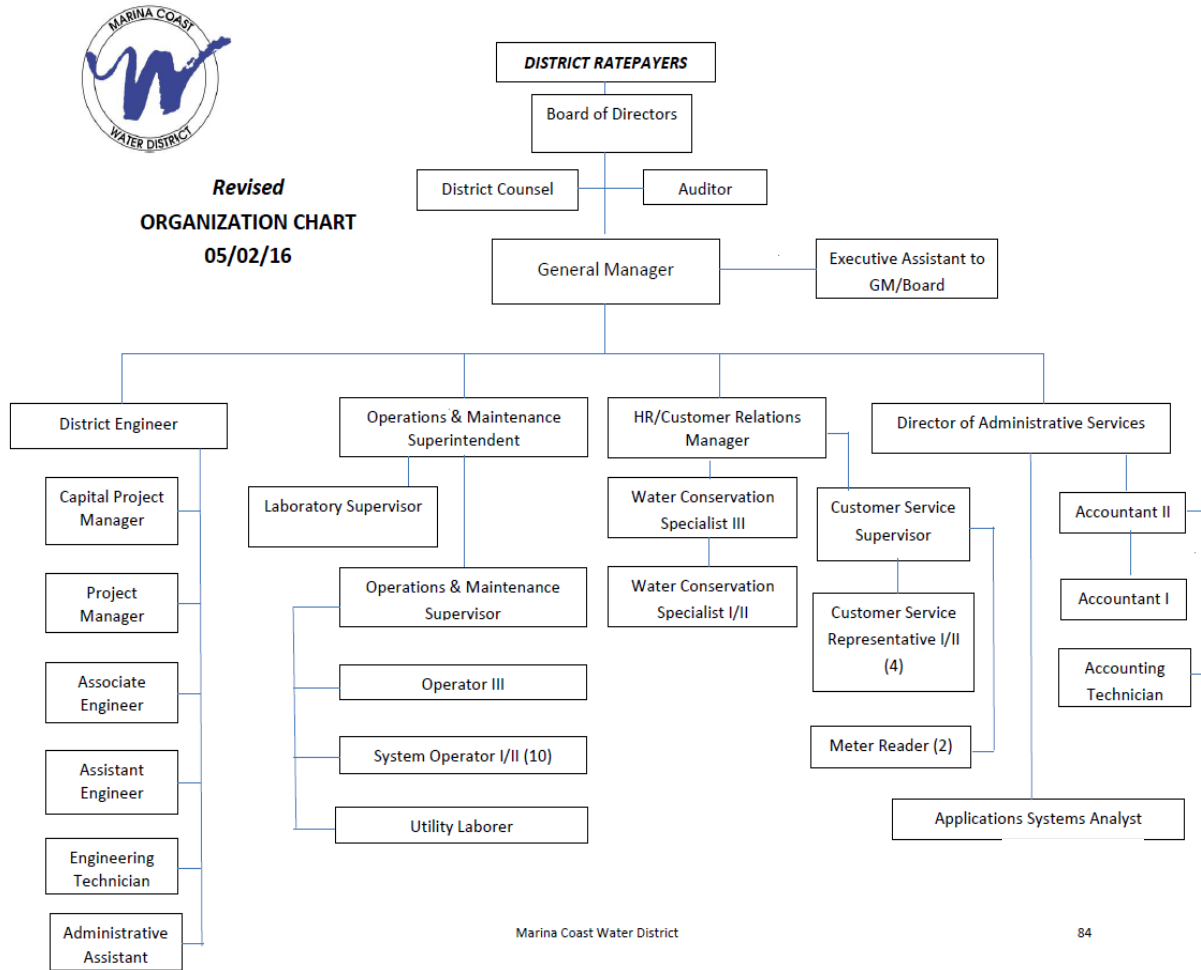 MARINA COAST
WATER DISTRICT
Revised
ORGANIZATION CHART
05/02/16
DISTRICT RATEPAYERS
Board of Directors
District Counsel
Auditor
General Manager
Executive Assistant to
GM/Board
District Engineer
Capital Project
Manager
Project
Manager
Associate
Engineer
Assistant
Engineer
Engineering
Technician
Administrative
Assistant
Operations & Maintenance
Superintendent
Laboratory Supervisor
Operations & Maintenance
Supervisor
Operator III
System Operator I/II (10)
Utility Laborer
HR/Customer Relations
Manager
Water Conservation
Specialist III
Water Conservation
Specialist I/II
Customer Service
Supervisor
Customer Service
Representative I/II
(4)
Meter Reader (2)
Director of Administrative Services
Accountant II
Accountant I
Accounting
Technician
Applications Systems Analyst
Marina Coast Water District
84